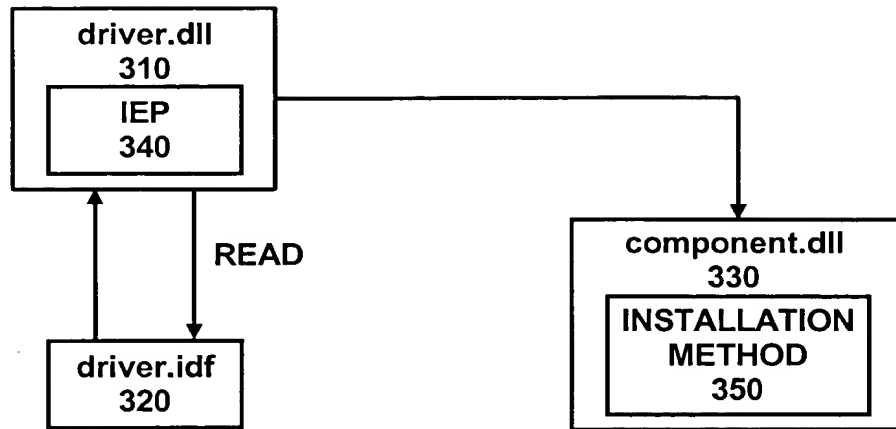 driver.dll
310
IEP
340
READ
driver.idf
320
component.dll
330
INSTALLATION
METHOD
350